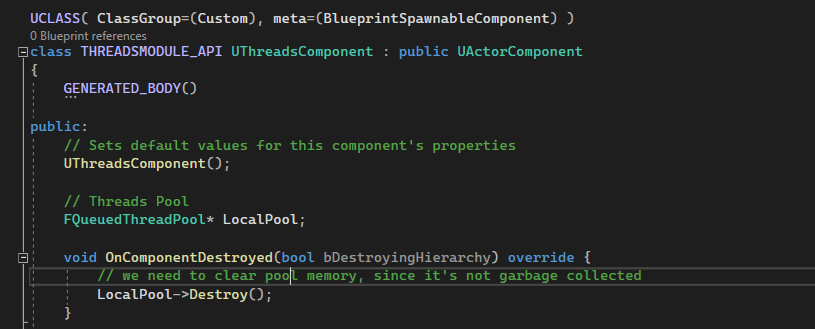 UCLASS( ClassGroup=(Custom), meta=(BlueprintSpawnableComponent) )
0 Blueprint references
class THREADSMODULE_API UThreadsComponent : public UActorComponent
{
GENERATED_BODY()
public:
// Sets default values for this component's properties
UThreadsComponent();
// Threads Pool
FQueuedThreadPool* LocalPool;
void OnComponentDestroyed(bool bDestroyingHierarchy) override {
// we need to clear pool memory, since it's not garbage collected
LocalPool->Destroy();
}